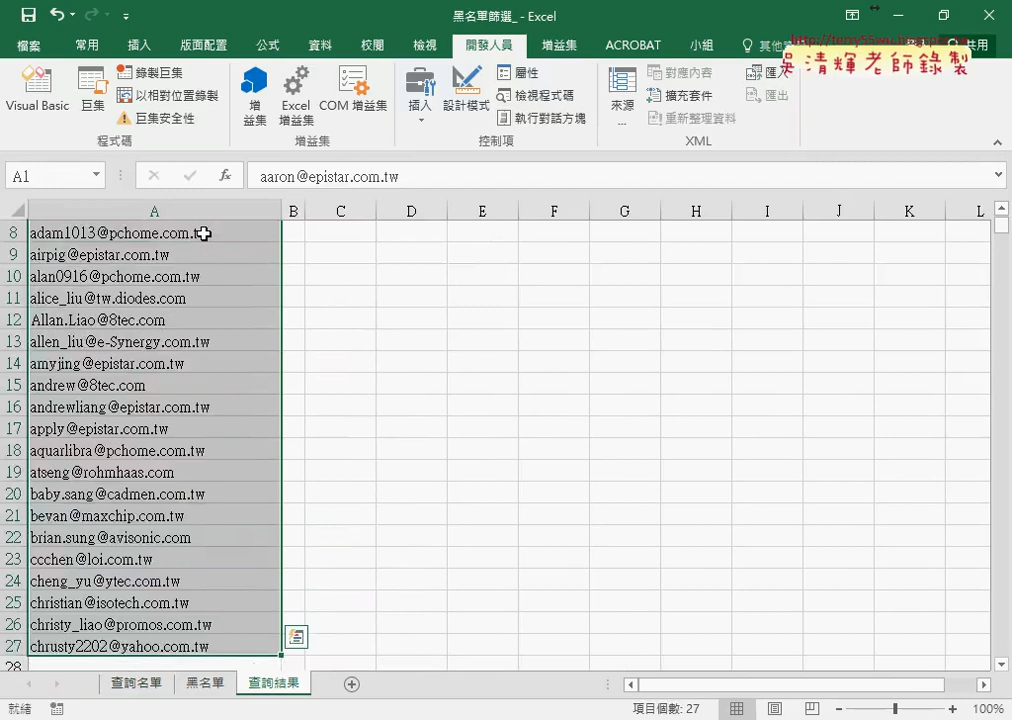 黑名單篩選_ - Excel
http://terry55wu.blogspot
吳清輝老師錄製
檔案 常用 插入 版面配置 公式 資料 校閱 檢視 開發人員 增益集 ACROBAT 小組 其他 共用
Visual Basic 巨集 錄製巨集 以相對位置錄製 巨集安全性
增益集 Excel 增益集 COM 增益集
插入 設計模式 屬性 檢視程式碼 執行對話方塊
來源... 對應內容 擴充套件 重新整理資料 匯 匯出
程式碼 增益集 控制項 XML
A1 fx aaron@epistar.com.tw
A B C D E F G H I J K L
8 adam1013@pchome.com.t
9 airpig@epistar.com.tw
10 alan0916@pchome.com.tw
11 alice_liu@tw.diodes.com
12 Allan.Liao@8tec.com
13 allen_liu@e-Synergy.com.tw
14 amyjing@epistar.com.tw
15 andrew@8tec.com
16 andrewliang@epistar.com.tw
17 apply@epistar.com.tw
18 aquarlibra@pchome.com.tw
19 atseng@rohmhaas.com
20 baby.sang@cadmen.com.tw
21 bevan@maxchip.com.tw
22 brian.sung@avisonic.com
23 ccchen@loi.com.tw
24 cheng_yu@ytec.com.tw
25 christian@isotech.com.tw
26 christy_liao@promos.com.tw
27 chrusty2202@yahoo.com.tw
28
查詢名單 黑名單 查詢結果
就緒 項目個數: 27 100%